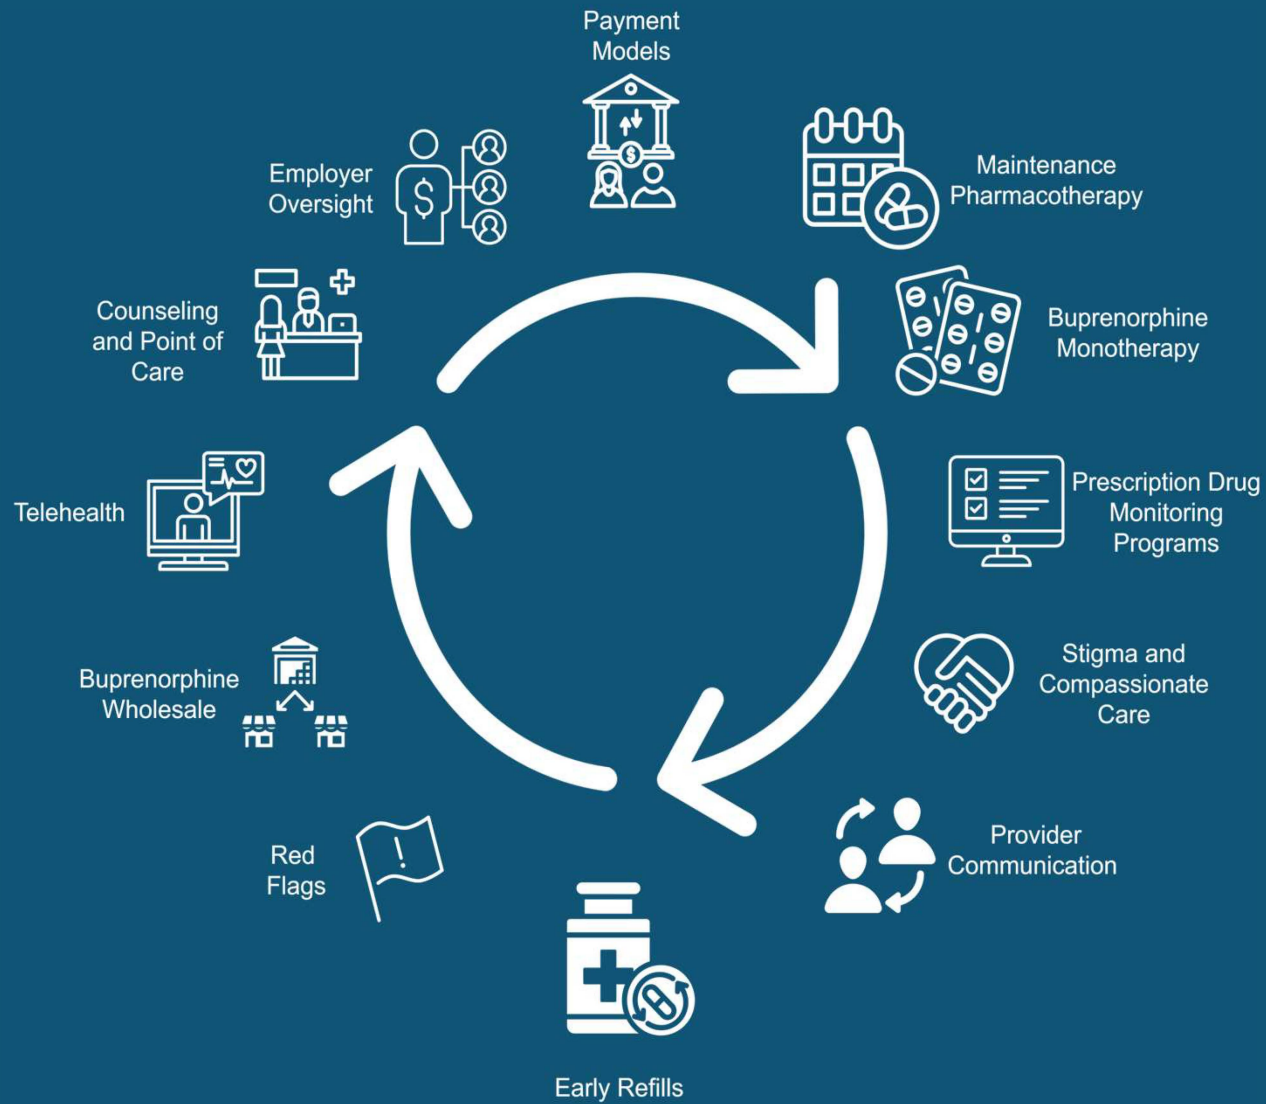 Payment
Models
Maintenance
Pharmacotherapy
Buprenorphine
Monotherapy
Prescription Drug
Monitoring
Programs
Stigma and
Compassionate
Care
Provider
Communication
Early Refills
Red
Flags
Buprenorphine
Wholesale
Telehealth
Counseling
and Point of
Care
Employer
Oversight